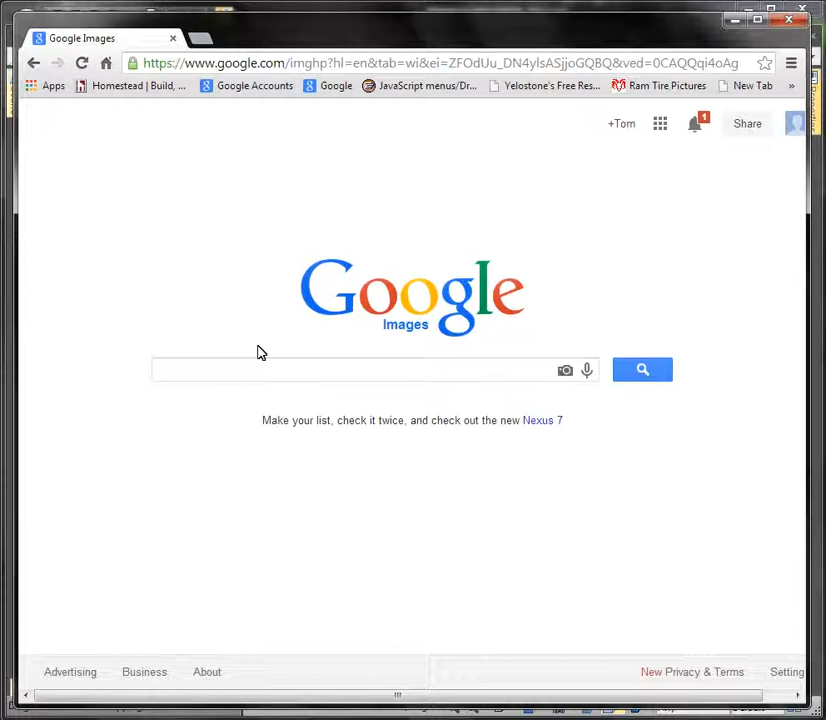 Google Images
https://www.google.com/imghp?hl=en&tab=wi&ei=ZFOdUu_DN4ylsASjjoGQBQ&ved=0CAQQqi4oAg
Apps Homestead | Build, ... Google Accounts Google JavaScript menus/Dr... Yelostone's Free Res... Ram Tire Pictures New Tab
+Tom 1 Share
Google
Images
Make your list, check it twice, and check out the new Nexus 7
Advertising Business About New Privacy & Terms Setting